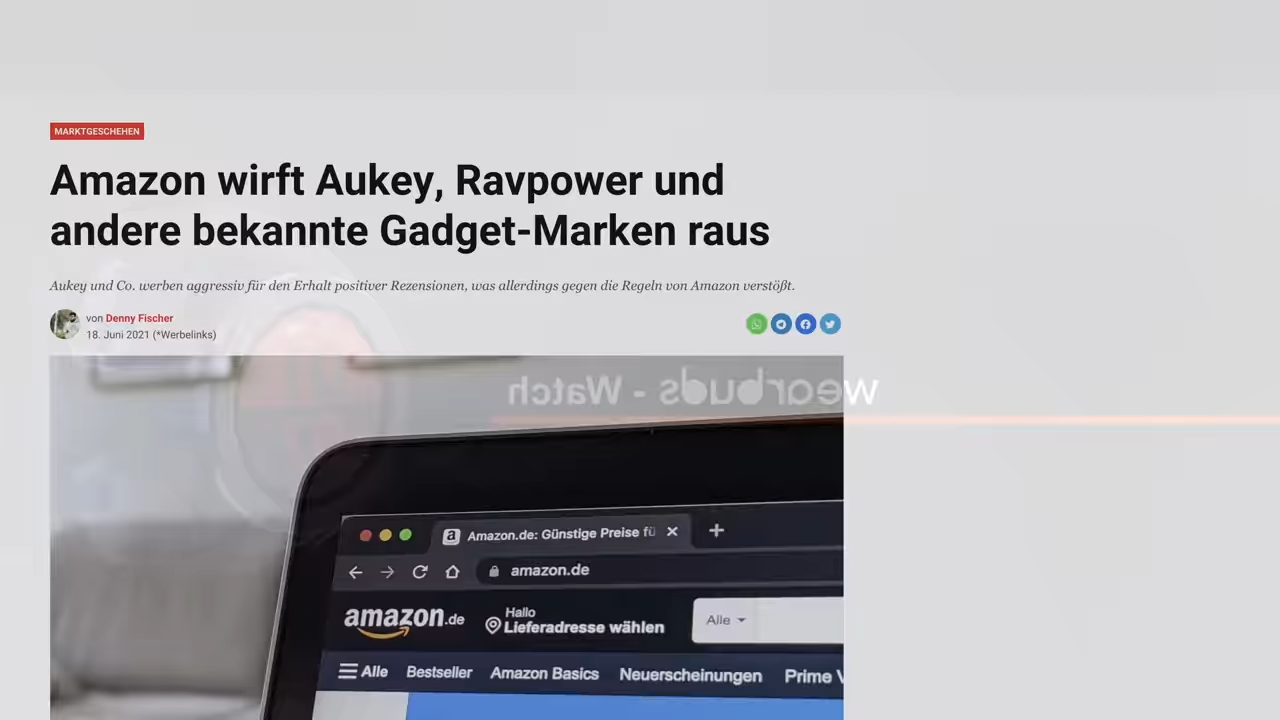 MARKTGESCHEHEN
Amazon wirft Aukey, Ravpower und
andere bekannte Gadget-Marken raus
Aukey und Co. werben aggressiv für den Erhalt positiver Rezensionen, was allerdings gegen die Regeln von Amazon verstößt.
von Denny Fischer
18. Juni 2021 (*Werbelinks)
wearbuds - Watch
Amazon.de: Günstige Preise fü
amazon.de
amazon.de
Hallo
Lieferadresse wählen
Alle
Alle Bestseller Amazon Basics Neuerscheinungen Prime V